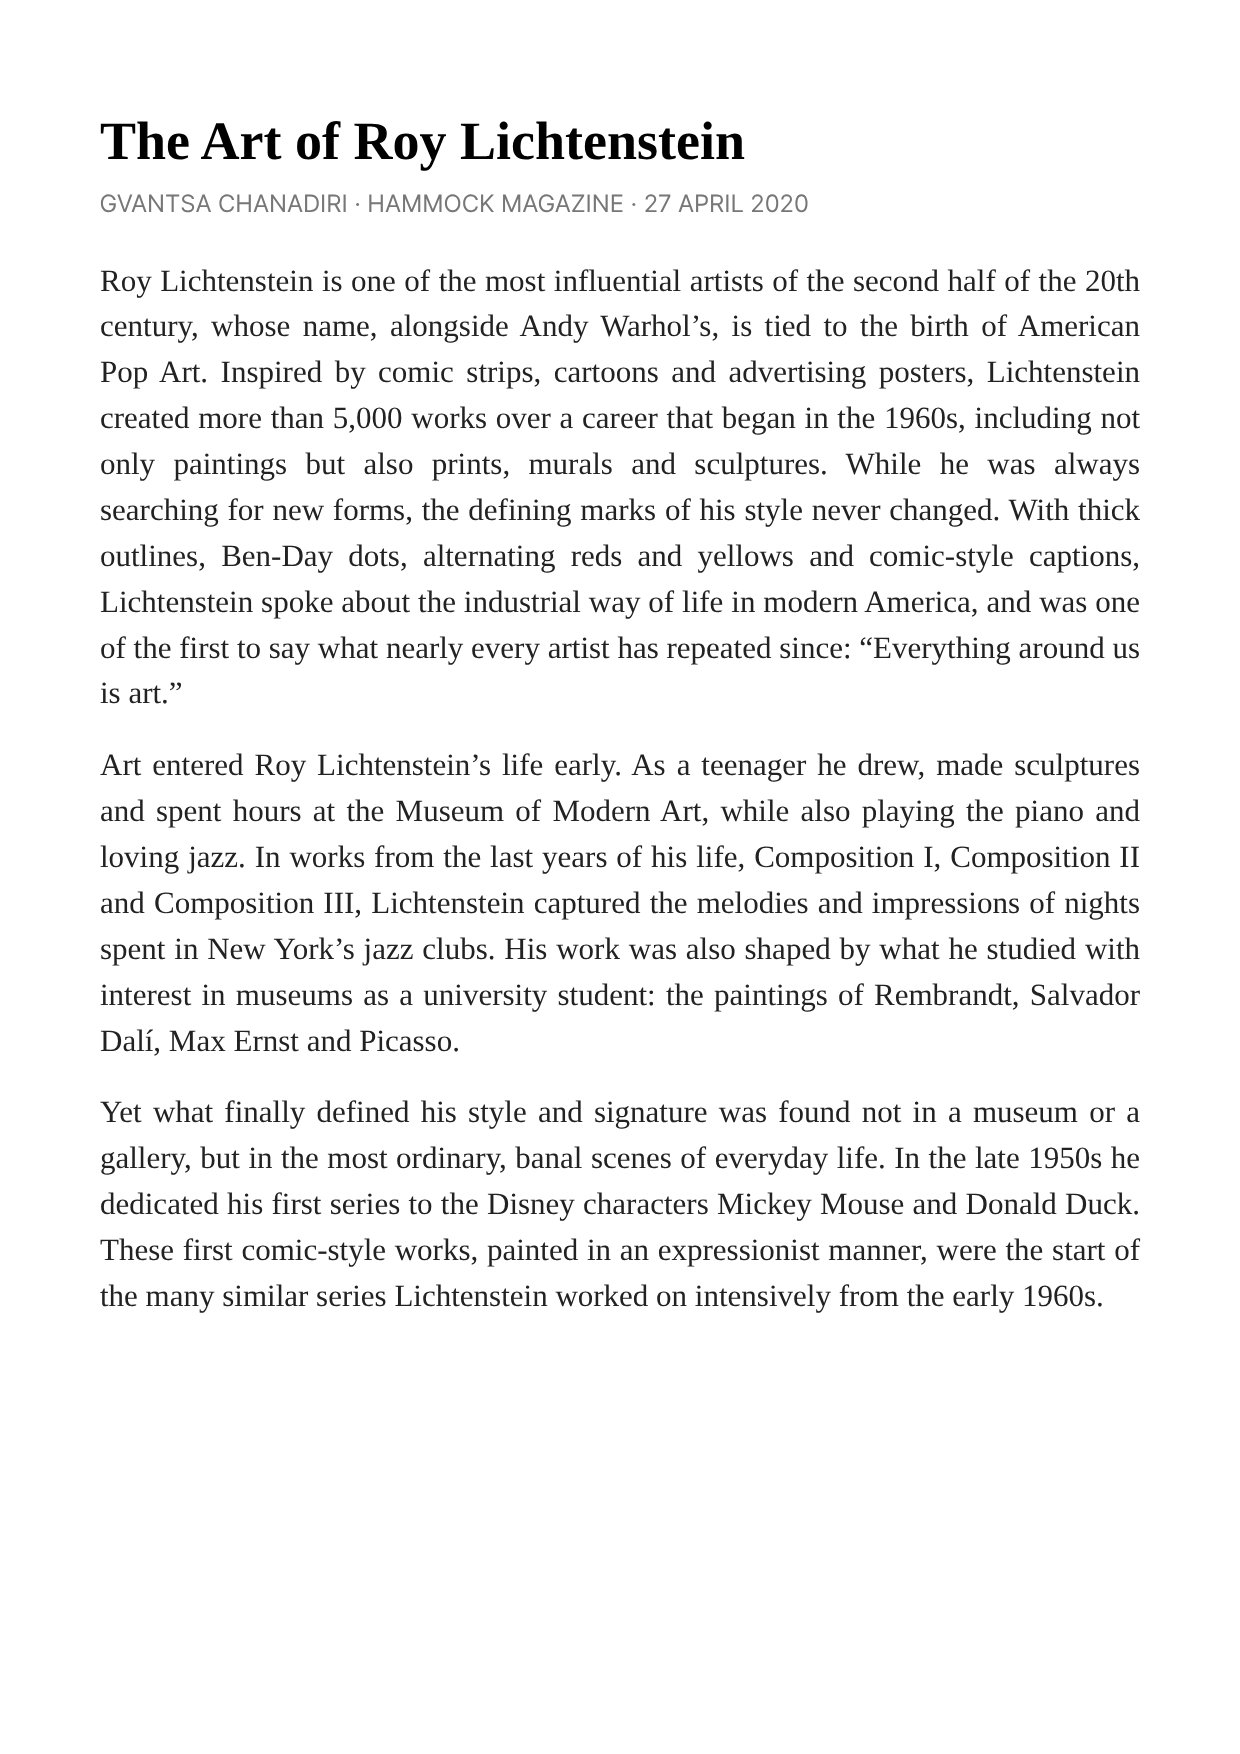 The Art of Roy Lichtenstein
GVANTSA CHANADIRI · HAMMOCK MAGAZINE · 27 APRIL 2020
Roy Lichtenstein is one of the most influential artists of the second half of the 20th
century, whose name, alongside Andy Warhol’s, is tied to the birth of American
Pop Art. Inspired by comic strips, cartoons and advertising posters, Lichtenstein
created more than 5,000 works over a career that began in the 1960s, including not
only paintings but also prints, murals and sculptures. While he was always
searching for new forms, the defining marks of his style never changed. With thick
outlines, Ben-Day dots, alternating reds and yellows and comic-style captions,
Lichtenstein spoke about the industrial way of life in modern America, and was one
of the first to say what nearly every artist has repeated since: “Everything around us
is art.”
Art entered Roy Lichtenstein’s life early. As a teenager he drew, made sculptures
and spent hours at the Museum of Modern Art, while also playing the piano and
loving jazz. In works from the last years of his life, Composition I, Composition II
and Composition III, Lichtenstein captured the melodies and impressions of nights
spent in New York’s jazz clubs. His work was also shaped by what he studied with
interest in museums as a university student: the paintings of Rembrandt, Salvador
Dalí, Max Ernst and Picasso.
Yet what finally defined his style and signature was found not in a museum or a
gallery, but in the most ordinary, banal scenes of everyday life. In the late 1950s he
dedicated his first series to the Disney characters Mickey Mouse and Donald Duck.
These first comic-style works, painted in an expressionist manner, were the start of
the many similar series Lichtenstein worked on intensively from the early 1960s.